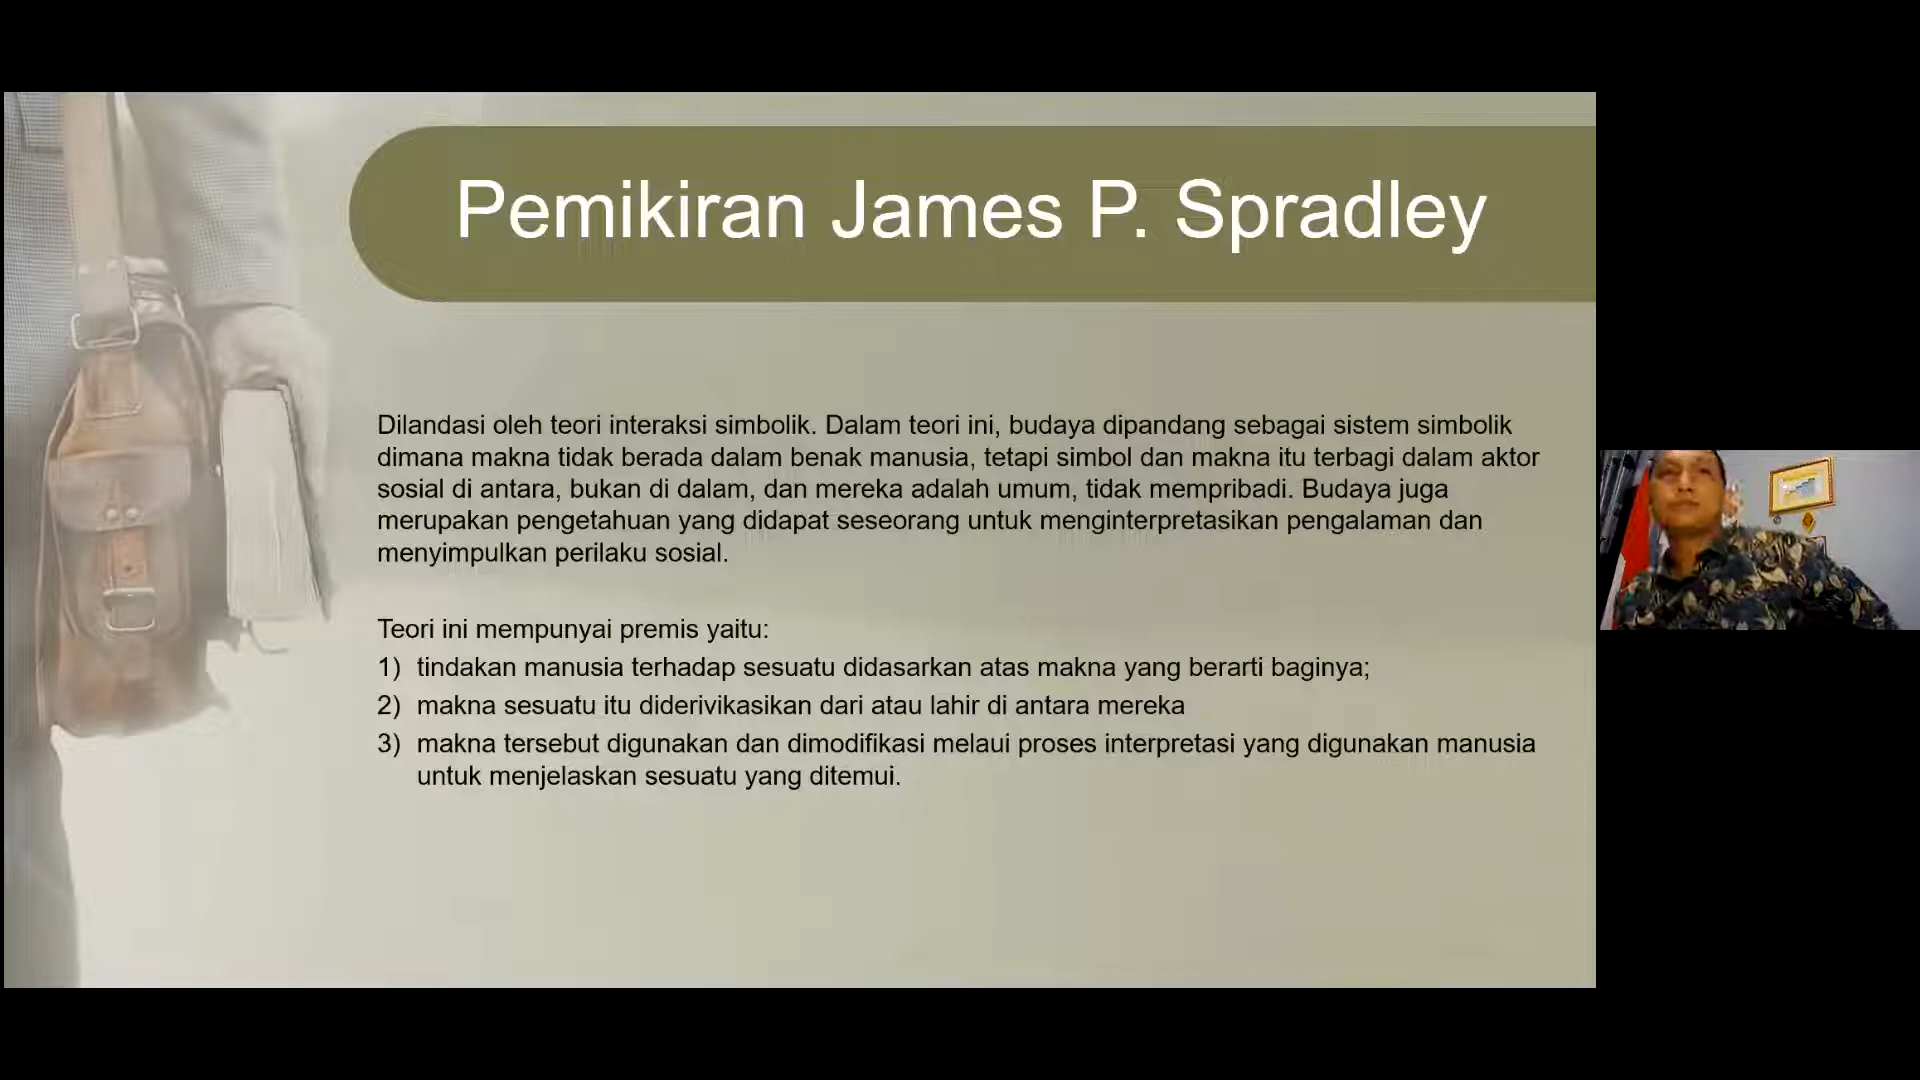 Pemikiran James P. Spradley
Dilandasi oleh teori interaksi simbolik. Dalam teori ini, budaya dipandang sebagai sistem simbolik
dimana makna tidak berada dalam benak manusia, tetapi simbol dan makna itu terbagi dalam aktor
sosial di antara, bukan di dalam, dan mereka adalah umum, tidak mempribadi. Budaya juga
merupakan pengetahuan yang didapat seseorang untuk menginterpretasikan pengalaman dan
menyimpulkan perilaku sosial.
Teori ini mempunyai premis yaitu:
1) tindakan manusia terhadap sesuatu didasarkan atas makna yang berarti baginya;
2) makna sesuatu itu diderivikasikan dari atau lahir di antara mereka
3) makna tersebut digunakan dan dimodifikasi melaui proses interpretasi yang digunakan manusia
untuk menjelaskan sesuatu yang ditemui.